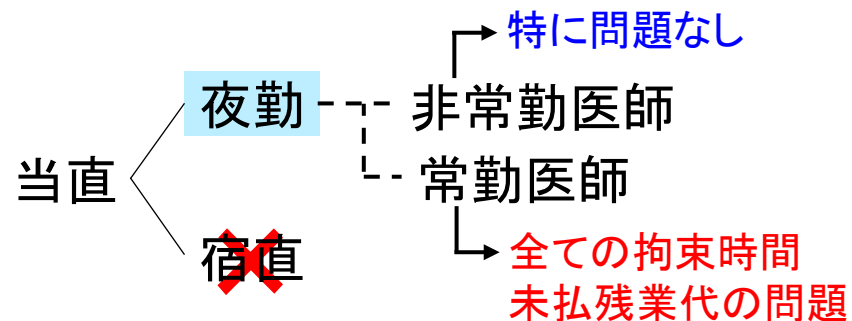 特に問題なし
夜勤
非常勤医師
当直
常勤医師
宿直
全ての拘束時間
未払残業代の問題